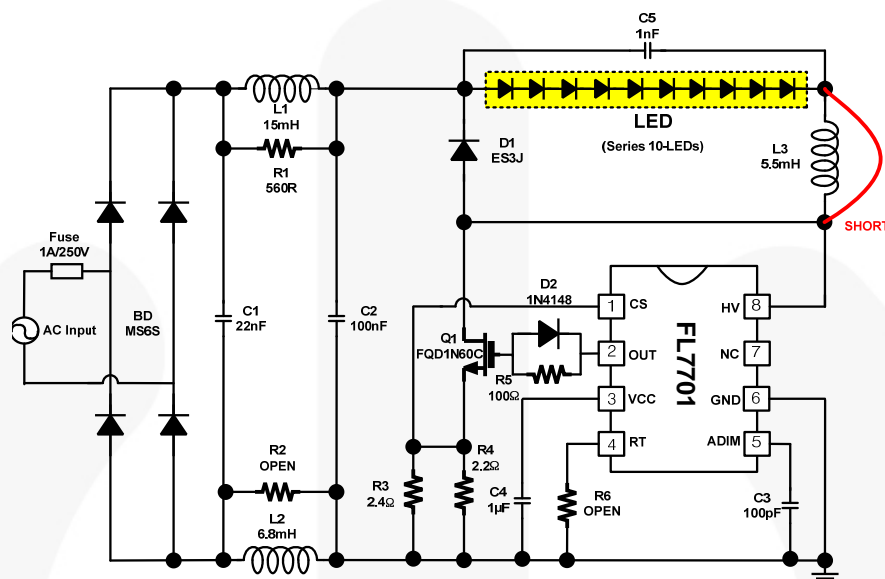 C5
1nF
L1
15mH
R1
560R
D1
ES3J
LED
(Series 10-LEDs)
L3
5.5mH
SHORT
Fuse
1A/250V
AC Input
BD
MS6S
C1
22nF
C2
100nF
Q1
FQD1N60C
D2
1N4148
R5
100Ω
1 CS
2 OUT
3 VCC
4 RT
FL7701
HV 8
NC 7
GND 6
ADIM 5
R2
OPEN
L2
6.8mH
R3
2.4Ω
R4
2.2Ω
C4
1µF
R6
OPEN
C3
100pF